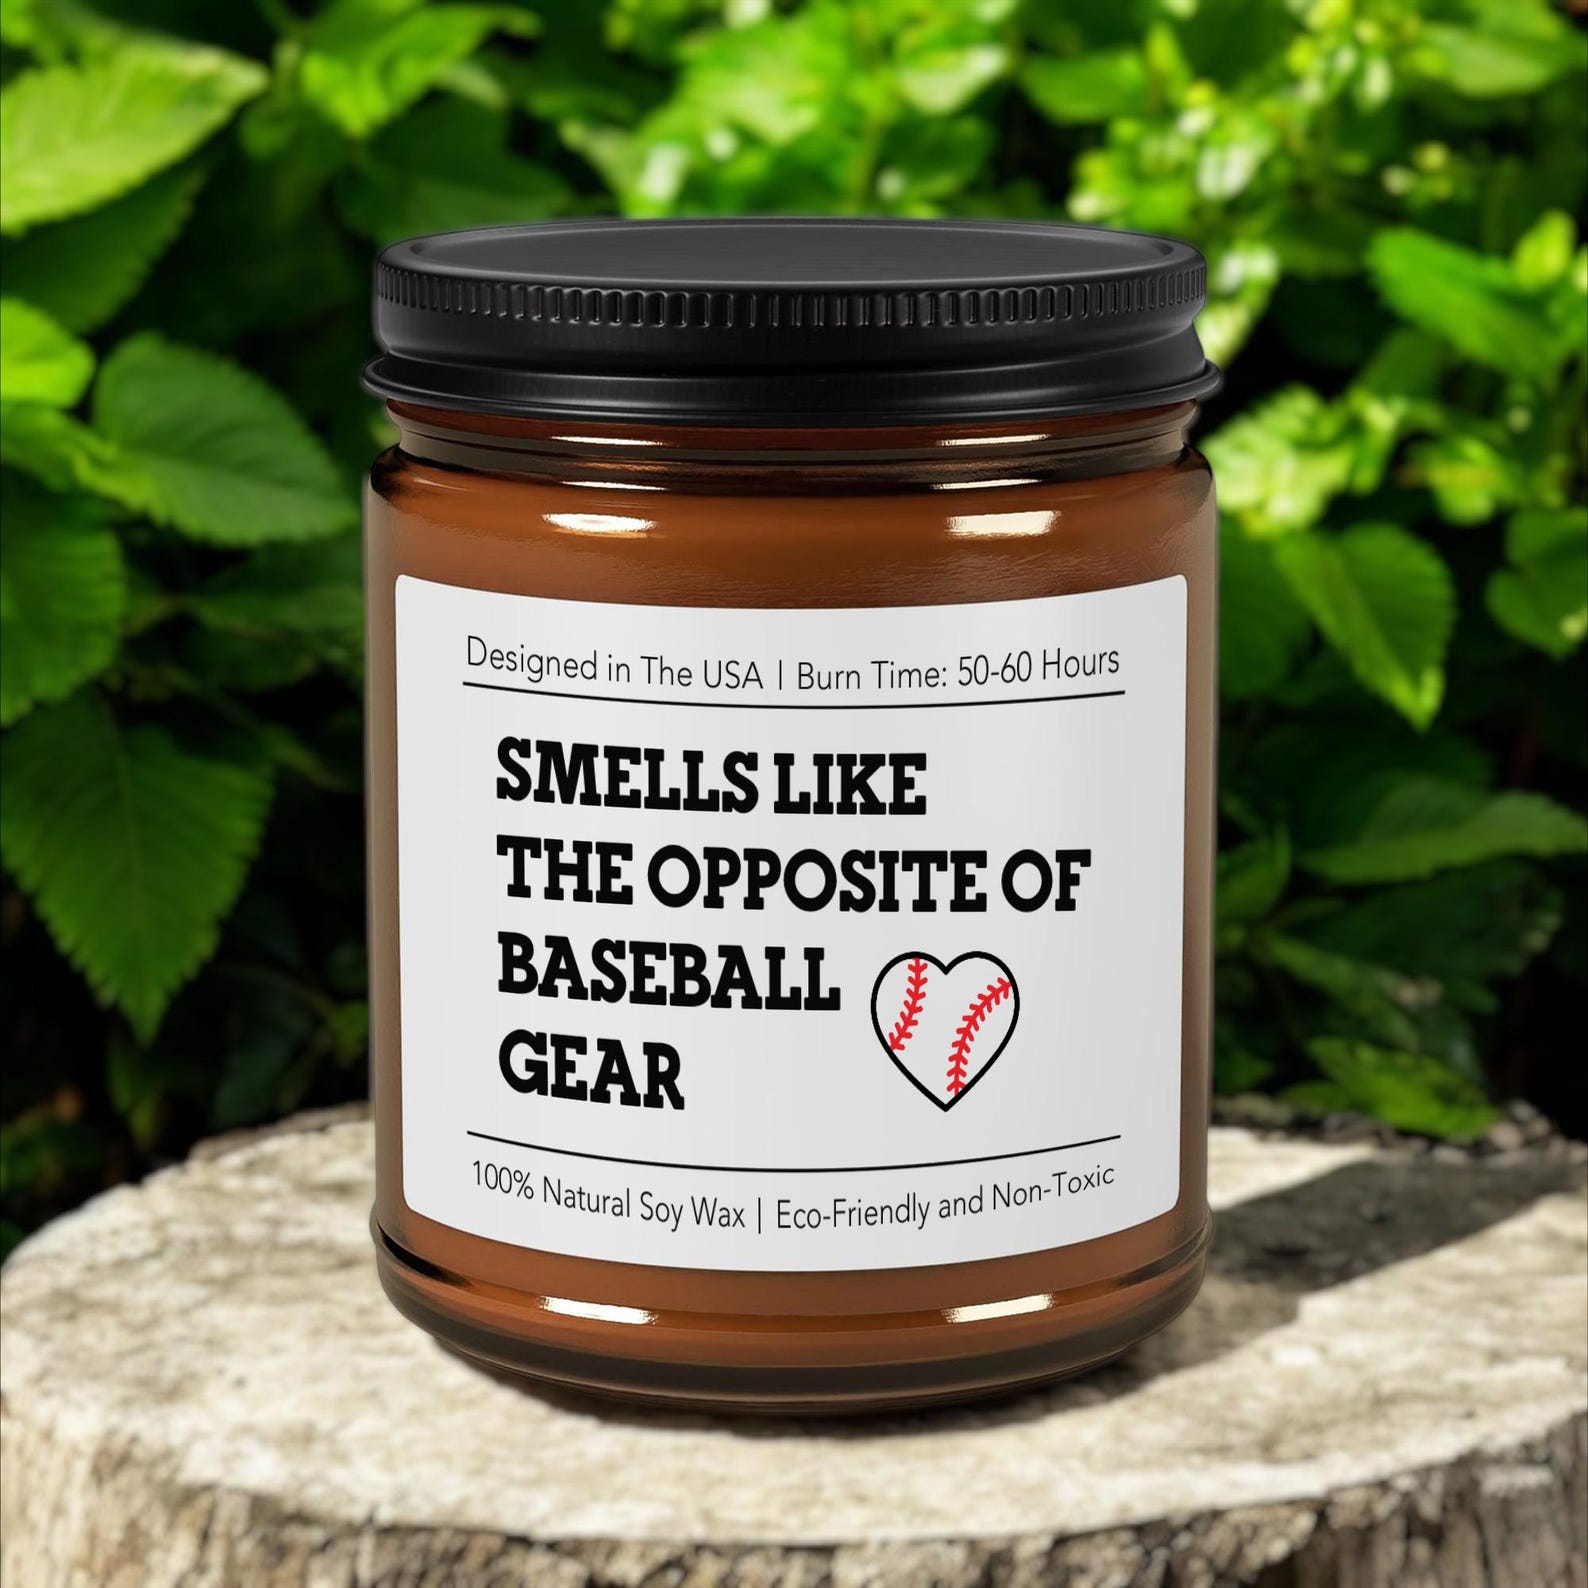 Designed in The USA | Burn Time: 50-60 Hours
SMELLS LIKE
THE OPPOSITE OF
BASEBALL
GEAR
100% Natural Soy Wax | Eco-Friendly and Non-Toxic